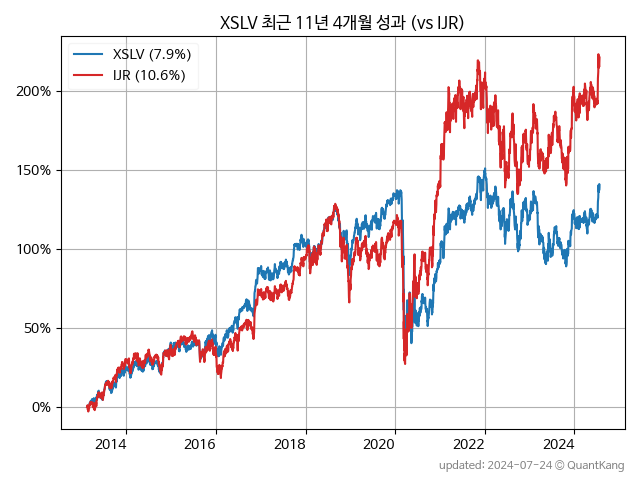 XSLV 최근 11년 4개월 성과 (vs IJR)
XSLV (7.9%)
IJR (10.6%)
200%
150%
100%
50%
0%
2014 2016 2018 2020 2022 2024
updated: 2024-07-24 © QuantKang